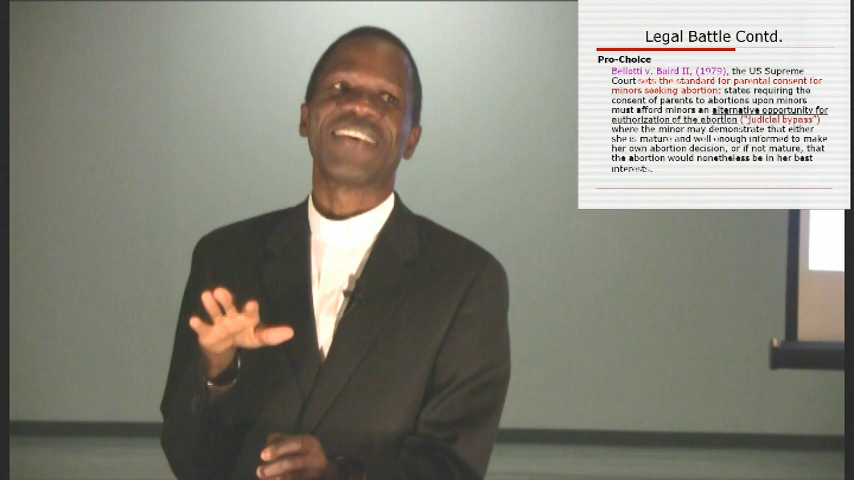 Legal Battle Contd.
Pro-Choice
Bellotti v. Baird II, (1979), the US Supreme
Court sets the standard for parental consent for
minors seeking abortion: states requiring the
consent of parents to abortions upon minors
must afford minors an alternative opportunity for
authorization of the abortion ("judicial bypass")
where the minor may demonstrate that either
she is mature and well enough informed to make
her own abortion decision, or if not mature, that
the abortion would nonetheless be in her best
interests.